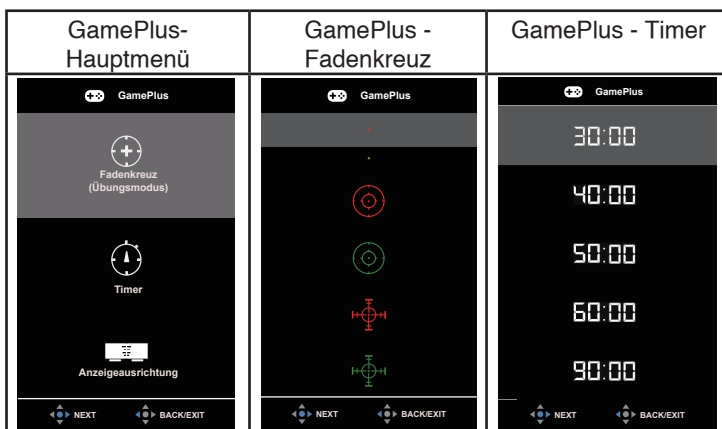 GamePlus-
Hauptmenü
GamePlus -
Fadenkreuz
GamePlus - Timer
GamePlus
Fadenkreuz
(Übungsmodus)
Timer
Anzeigeausrichtung
NEXT BACK/EXIT
GamePlus
NEXT BACK/EXIT
GamePlus
30:00
40:00
50:00
60:00
90:00
NEXT BACK/EXIT